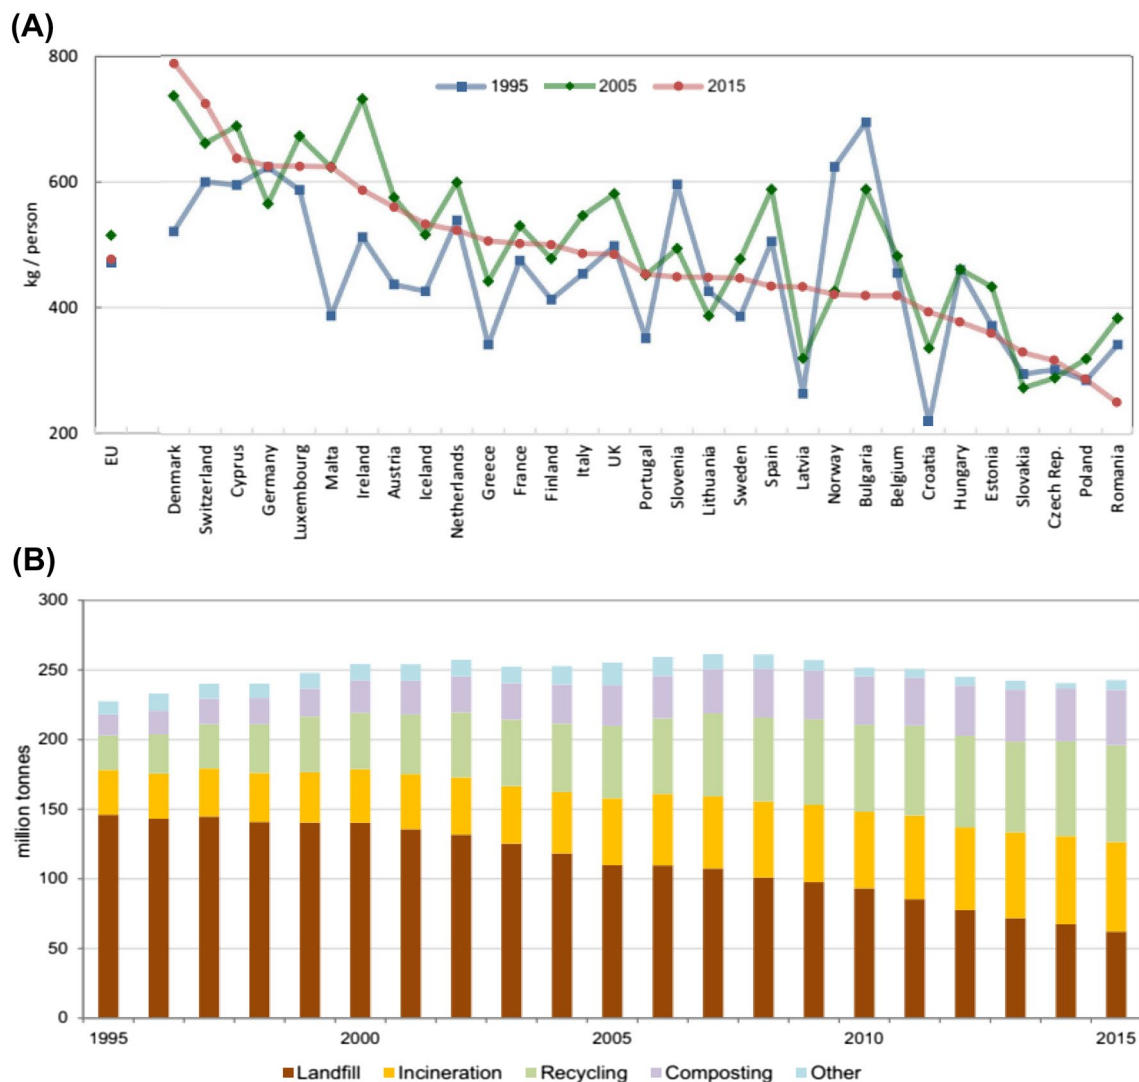 (A)
800
1995 2005 2015
600
kg / person
400
200
EU Denmark Switzerland Cyprus Germany Luxembourg Malta Ireland Austria Iceland Netherlands Greece France Finland Italy UK Portugal Slovenia Lithuania Sweden Spain Latvia Norway Bulgaria Belgium Croatia Hungary Estonia Slovakia Czech Rep. Poland Romania
(B)
300
250
200
million tonnes
150
100
50
0
1995 2000 2005 2010 2015
Landfill Incineration Recycling Composting Other